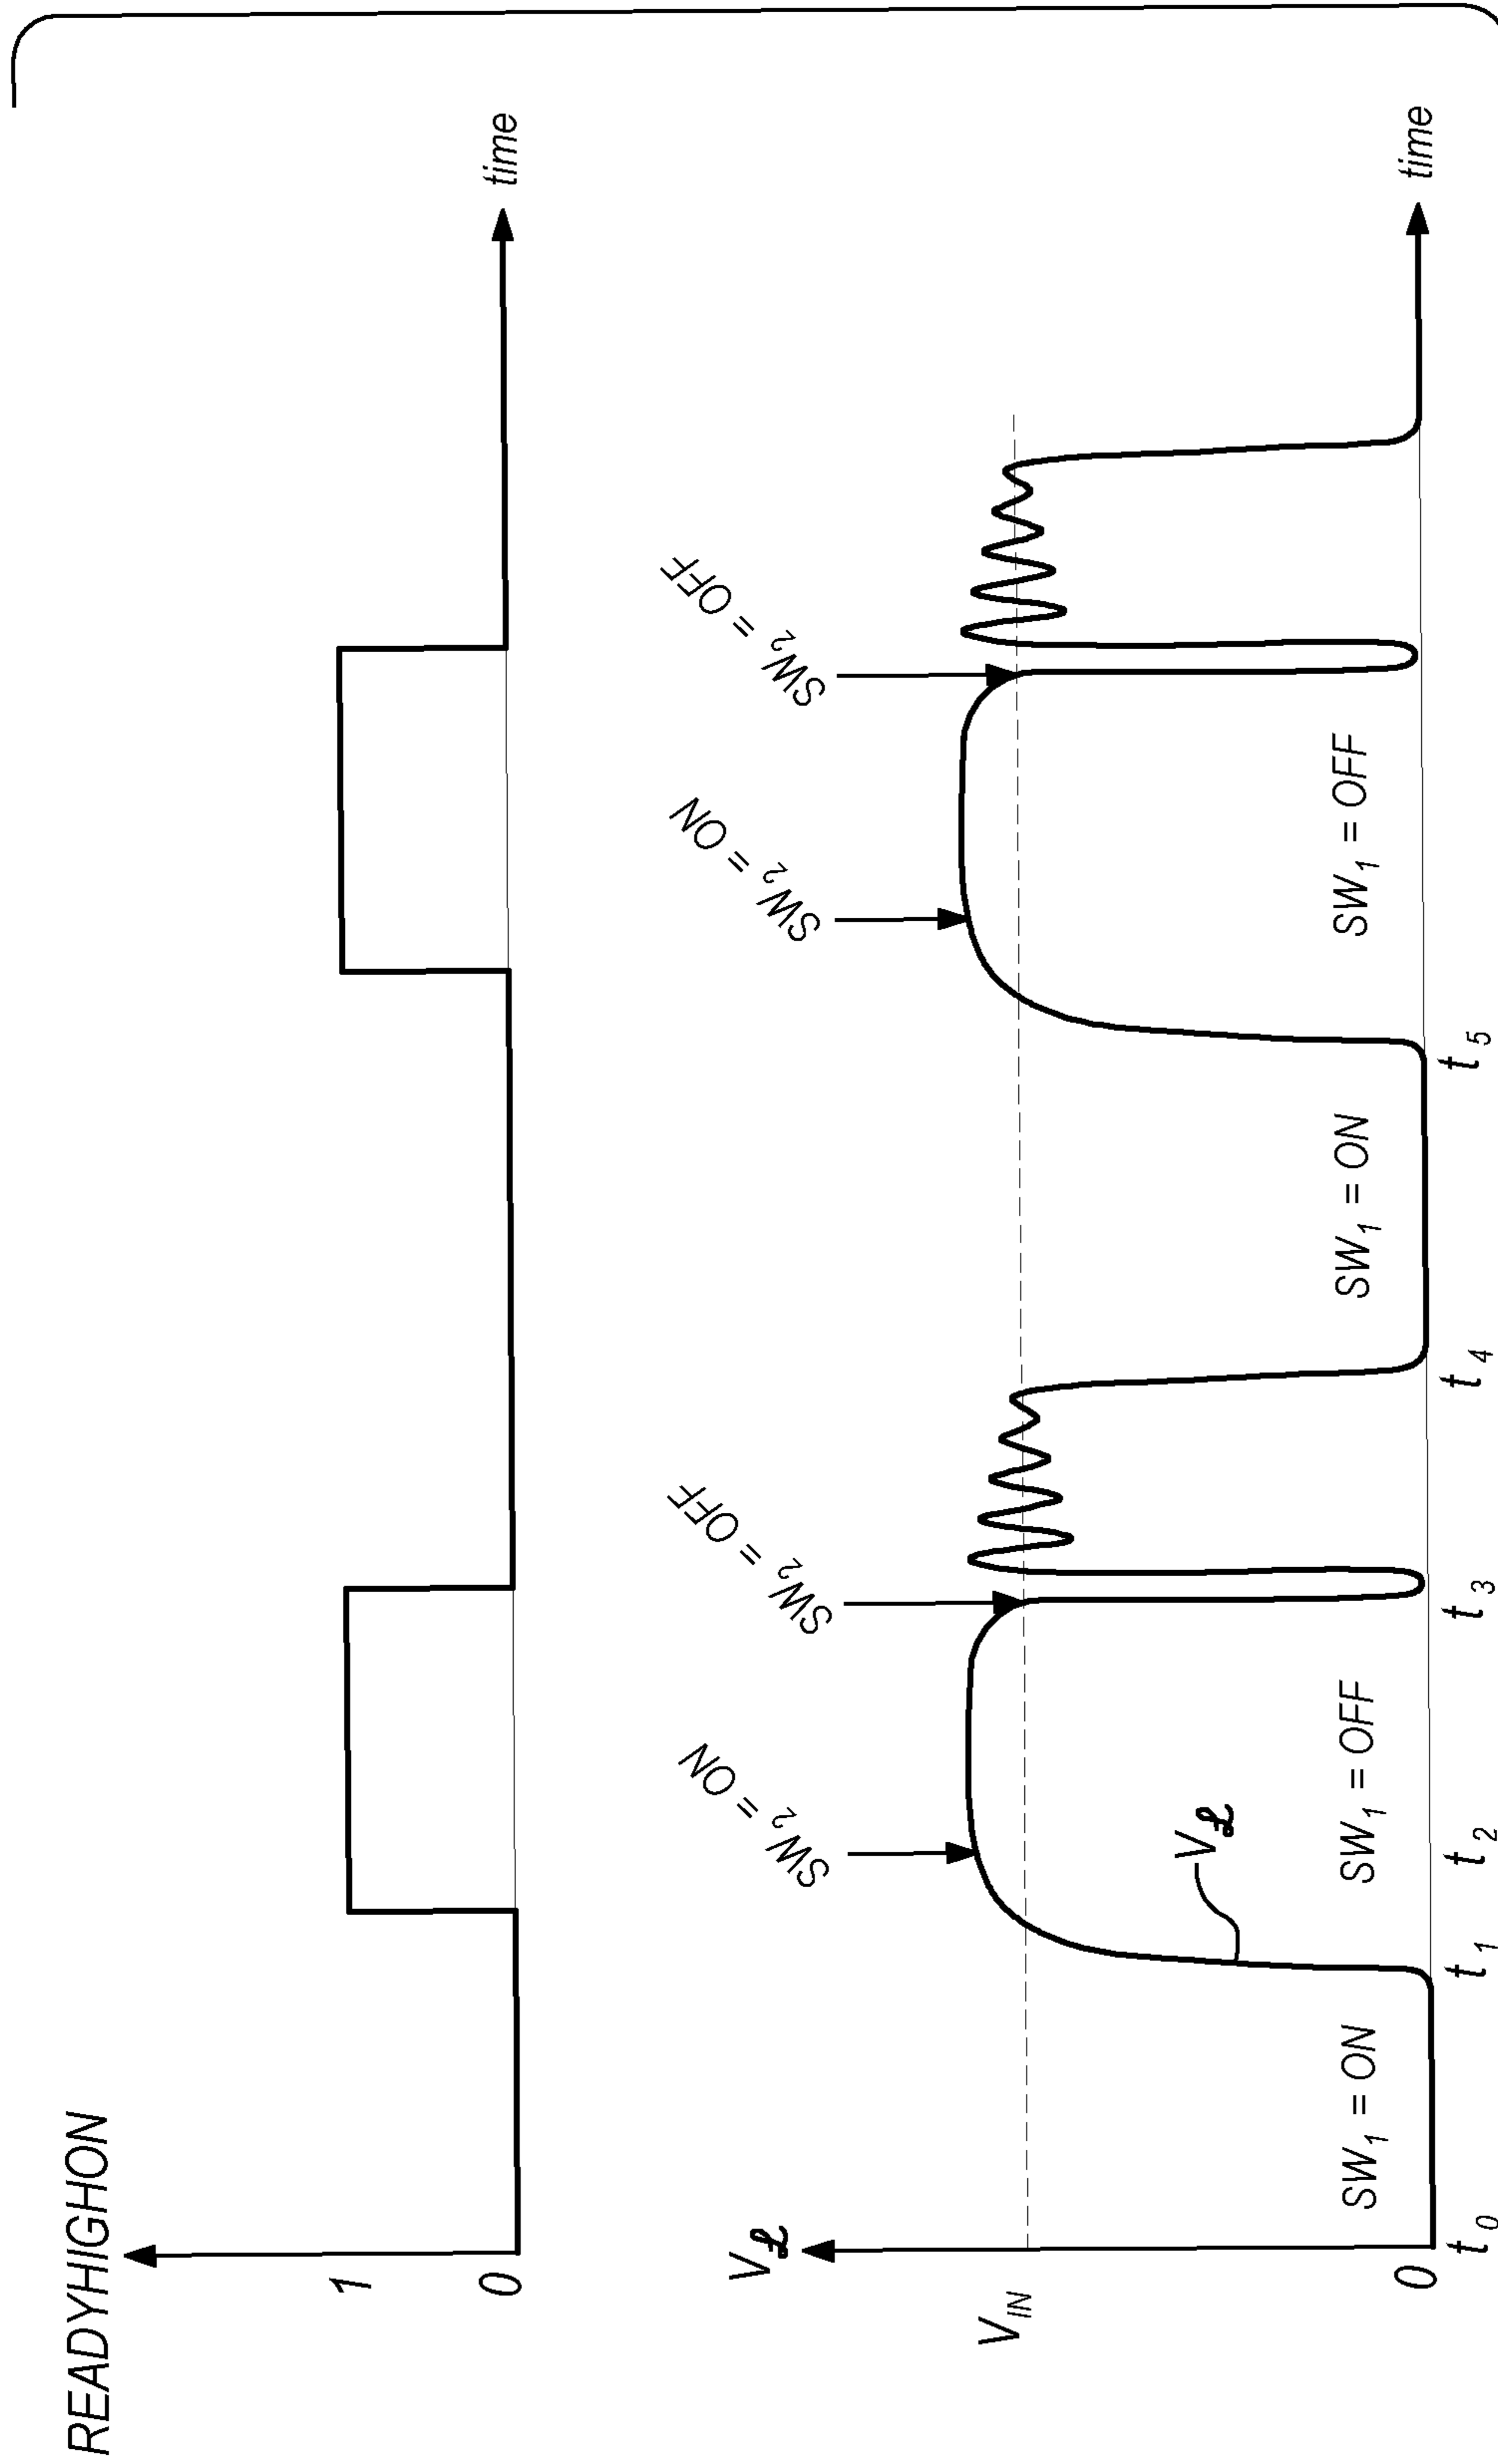 READYHIGHON
1
0
time
Vℒ
V_IN
0
SW₂ = ON
SW₂ = OFF
SW₂ = ON
SW₂ = OFF
Vℒ
SW₁ = ON
SW₁ = OFF
SW₁ = ON
SW₁ = OFF
time
t₀
t₁
t₂
t₃
t₄
t₅